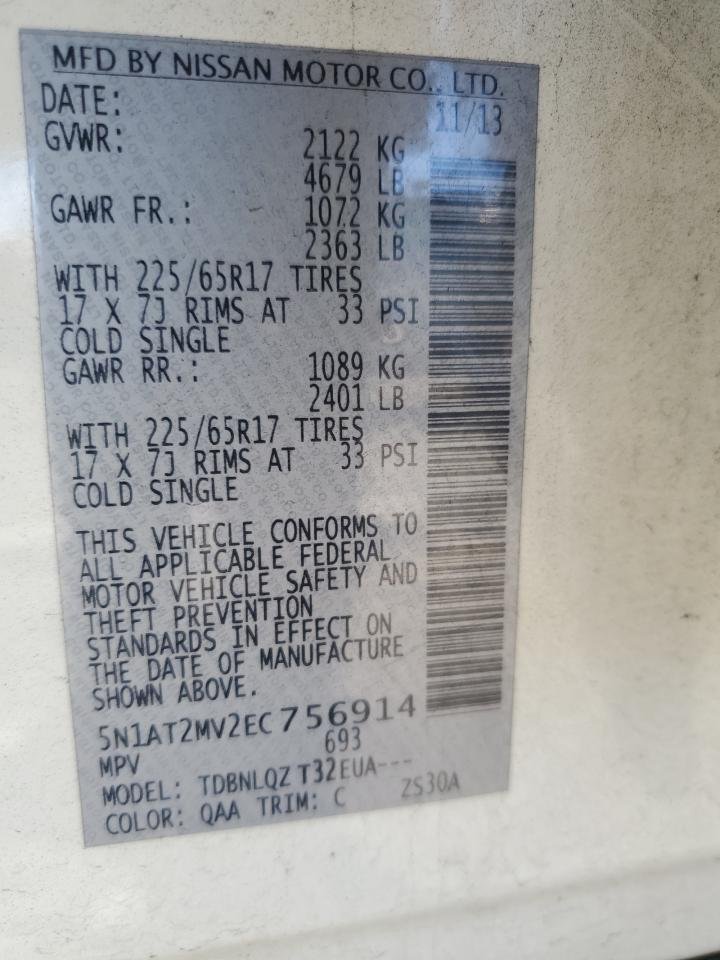 MFD BY NISSAN MOTOR CO., LTD.
DATE: 11/13
GVWR: 2122 KG
4679 LB
GAWR FR.: 1072 KG
2363 LB
WITH 225/65R17 TIRES
17 X 7J RIMS AT 33 PSI
COLD SINGLE
GAWR RR.: 1089 KG
2401 LB
WITH 225/65R17 TIRES
17 X 7J RIMS AT 33 PSI
COLD SINGLE
THIS VEHICLE CONFORMS TO
ALL APPLICABLE FEDERAL
MOTOR VEHICLE SAFETY AND
THEFT PREVENTION
STANDARDS IN EFFECT ON
THE DATE OF MANUFACTURE
SHOWN ABOVE.
5N1AT2MV2EC756914
MPV 693
MODEL: TDBNLQZ T32EUA---
COLOR: QAA TRIM: C ZS30A